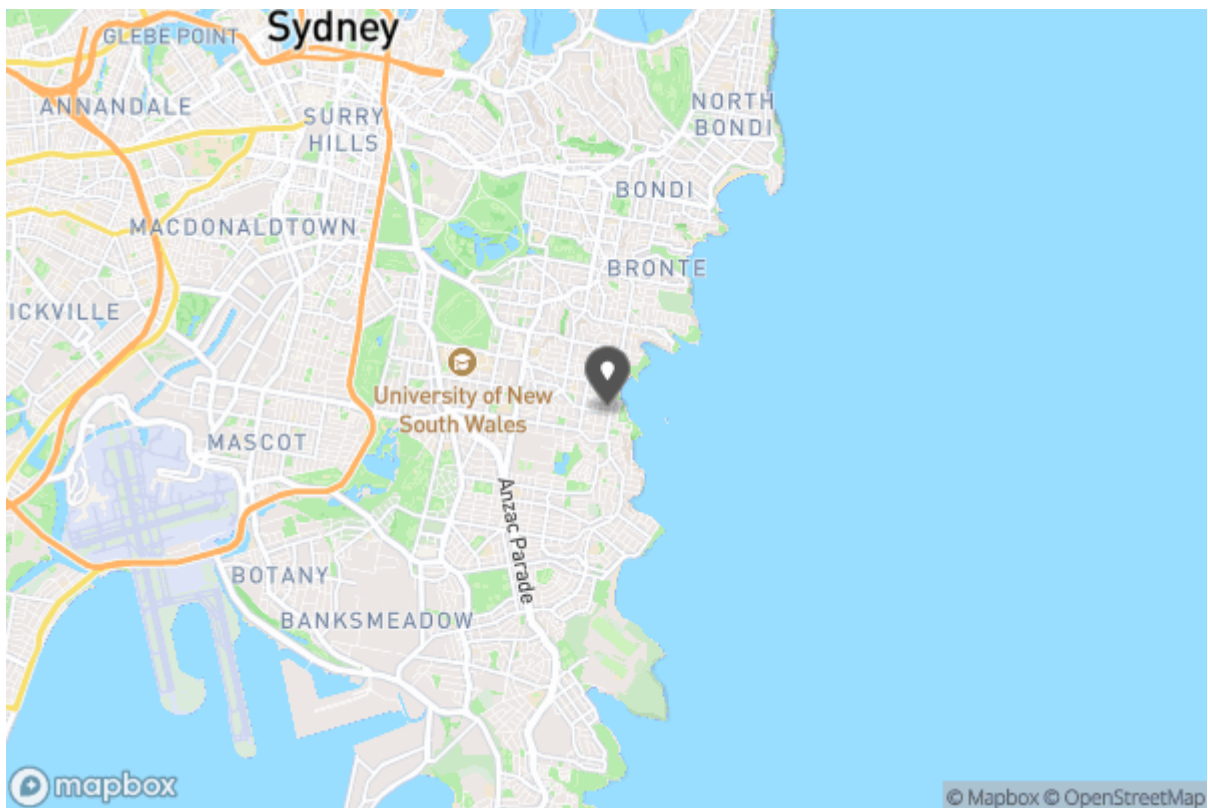 Sydney
GLEBE POINT
ANNANDALE
SURRY
HILLS
NORTH
BONDI
BONDI
MACDONALDTOWN
BRONTE
ICKVILLE
University of New
South Wales
MASCOT
Anzac Parade
BOTANY
BANKSMEADOW
mapbox
© Mapbox © OpenStreetMap